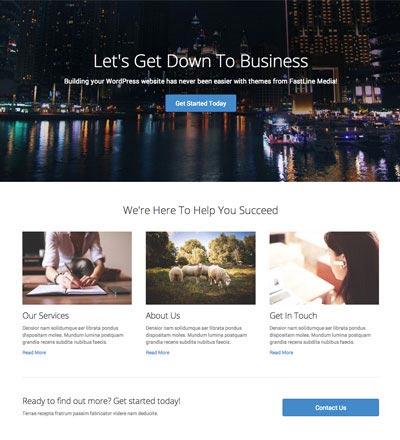 Let's Get Down To Business
Building your WordPress website has never been easier with themes from FastLine Media!
Get Started Today
We're Here To Help You Succeed
Our Services
Densior nam solidumque aer librata pondus
dispositam moles. Mundum lumina postquam
grandia recens subdita nubibus faecis.
Read More
About Us
Densior nam solidumque aer librata pondus
dispositam moles. Mundum lumina postquam
grandia recens subdita nubibus faecis.
Read More
Get In Touch
Densior nam solidumque aer librata pondus
dispositam moles. Mundum lumina postquam
grandia recens subdita nubibus faecis.
Read More
Ready to find out more? Get started today!
Terrae recepta fratrum passim fabricator videre nam deducite.
Contact Us